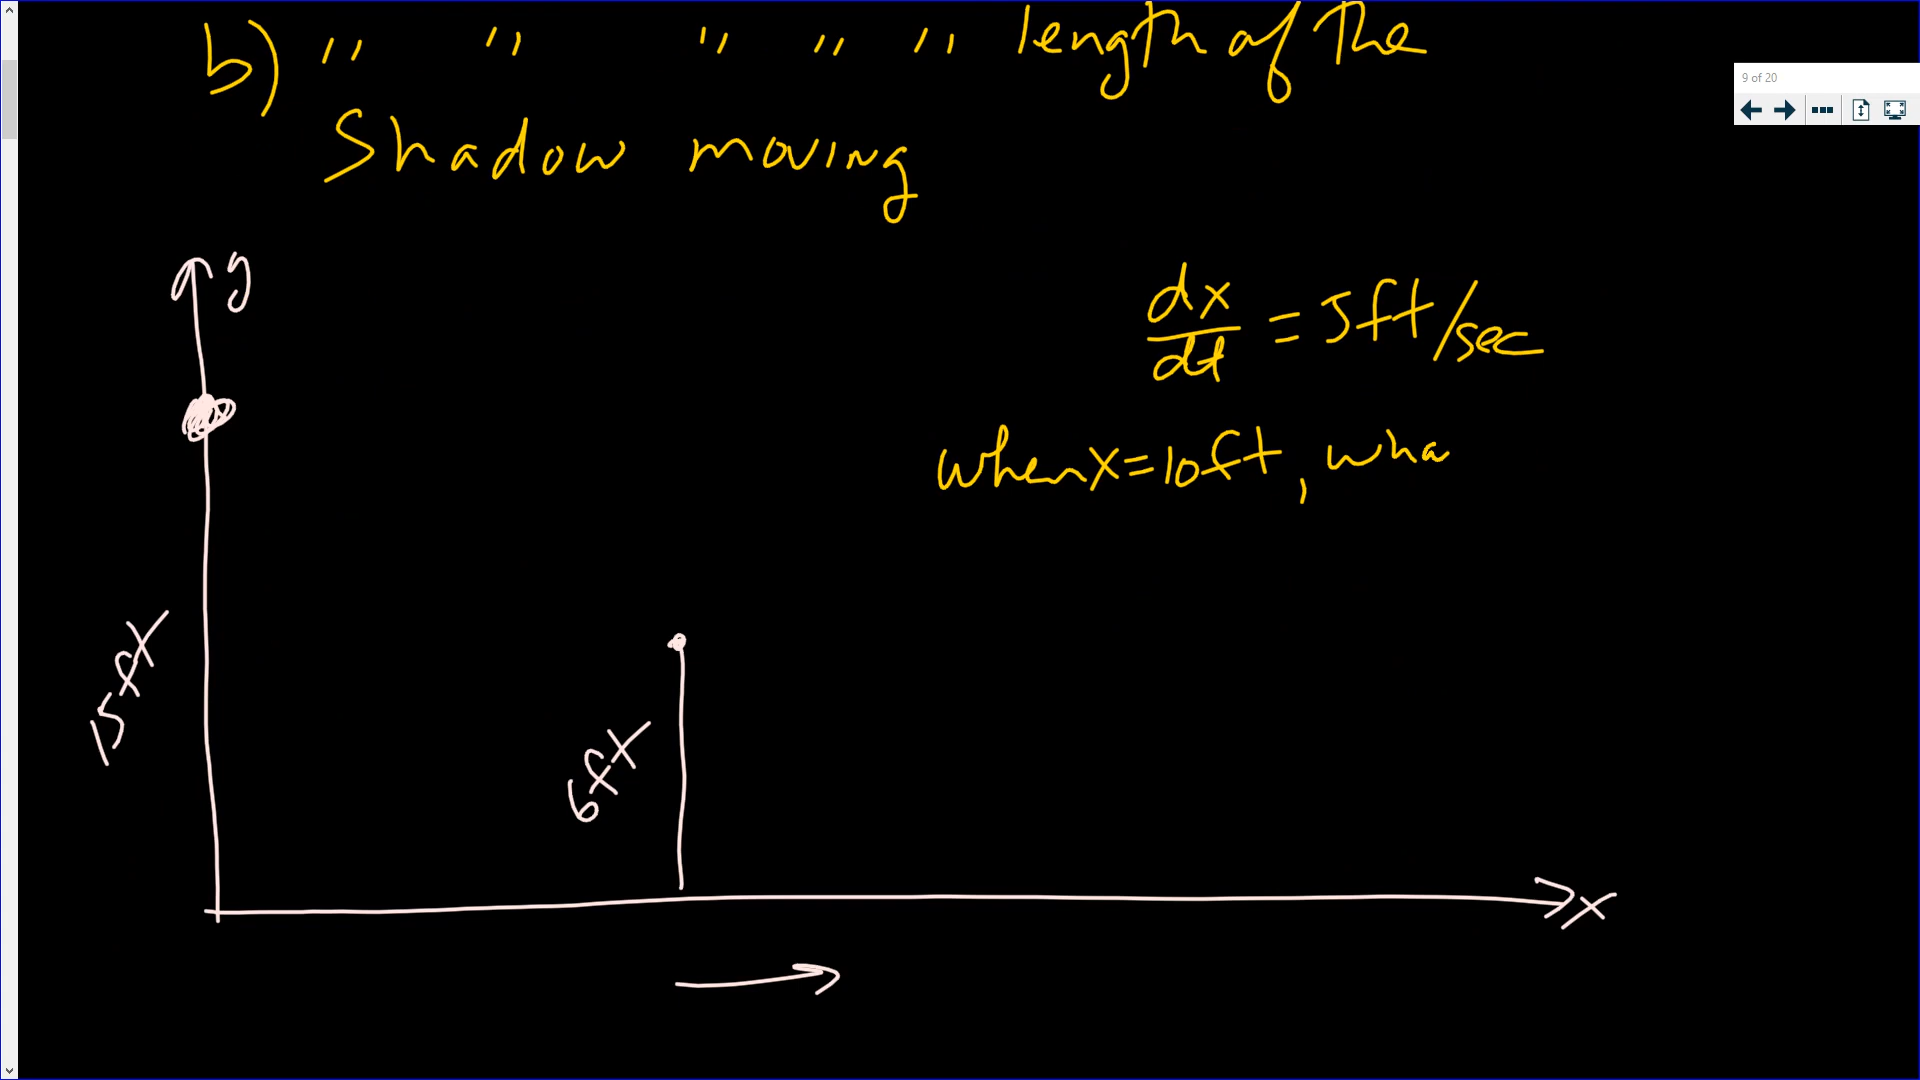 b) " " " " " length of the
Shadow moving
9 of 20
y
dx/dt = 5ft/sec
when x=10ft, wha
15ft
6ft
x